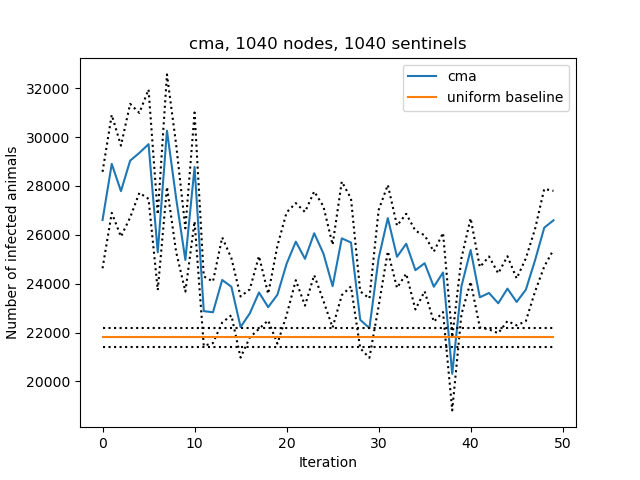 cma, 1040 nodes, 1040 sentinels
cma
uniform baseline
Number of infected animals
32000
30000
28000
26000
24000
22000
20000
0 10 20 30 40 50
Iteration